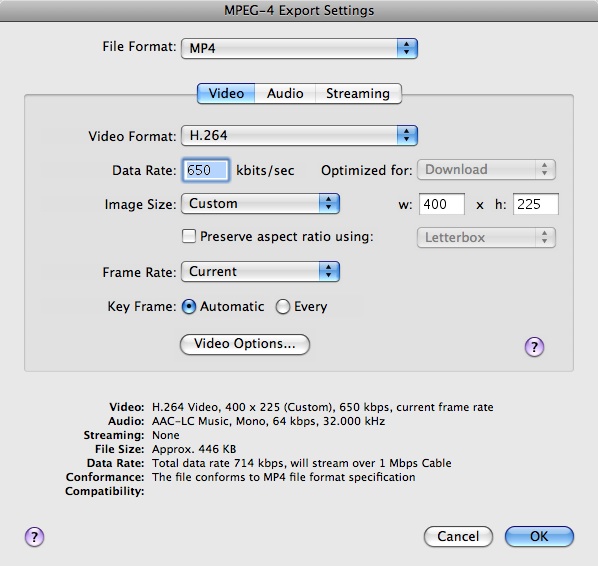 MPEG-4 Export Settings
File Format: MP4
Video Audio Streaming
Video Format: H.264
Data Rate: 650 kbits/sec Optimized for: Download
Image Size: Custom w: 400 x h: 225
Preserve aspect ratio using: Letterbox
Frame Rate: Current
Key Frame: Automatic Every
Video Options...
?
Video: H.264 Video, 400 x 225 (Custom), 650 kbps, current frame rate
Audio: AAC-LC Music, Mono, 64 kbps, 32.000 kHz
Streaming: None
File Size: Approx. 446 KB
Data Rate: Total data rate 714 kbps, will stream over 1 Mbps Cable
Conformance: The file conforms to MP4 file format specification
Compatibility:
? Cancel OK